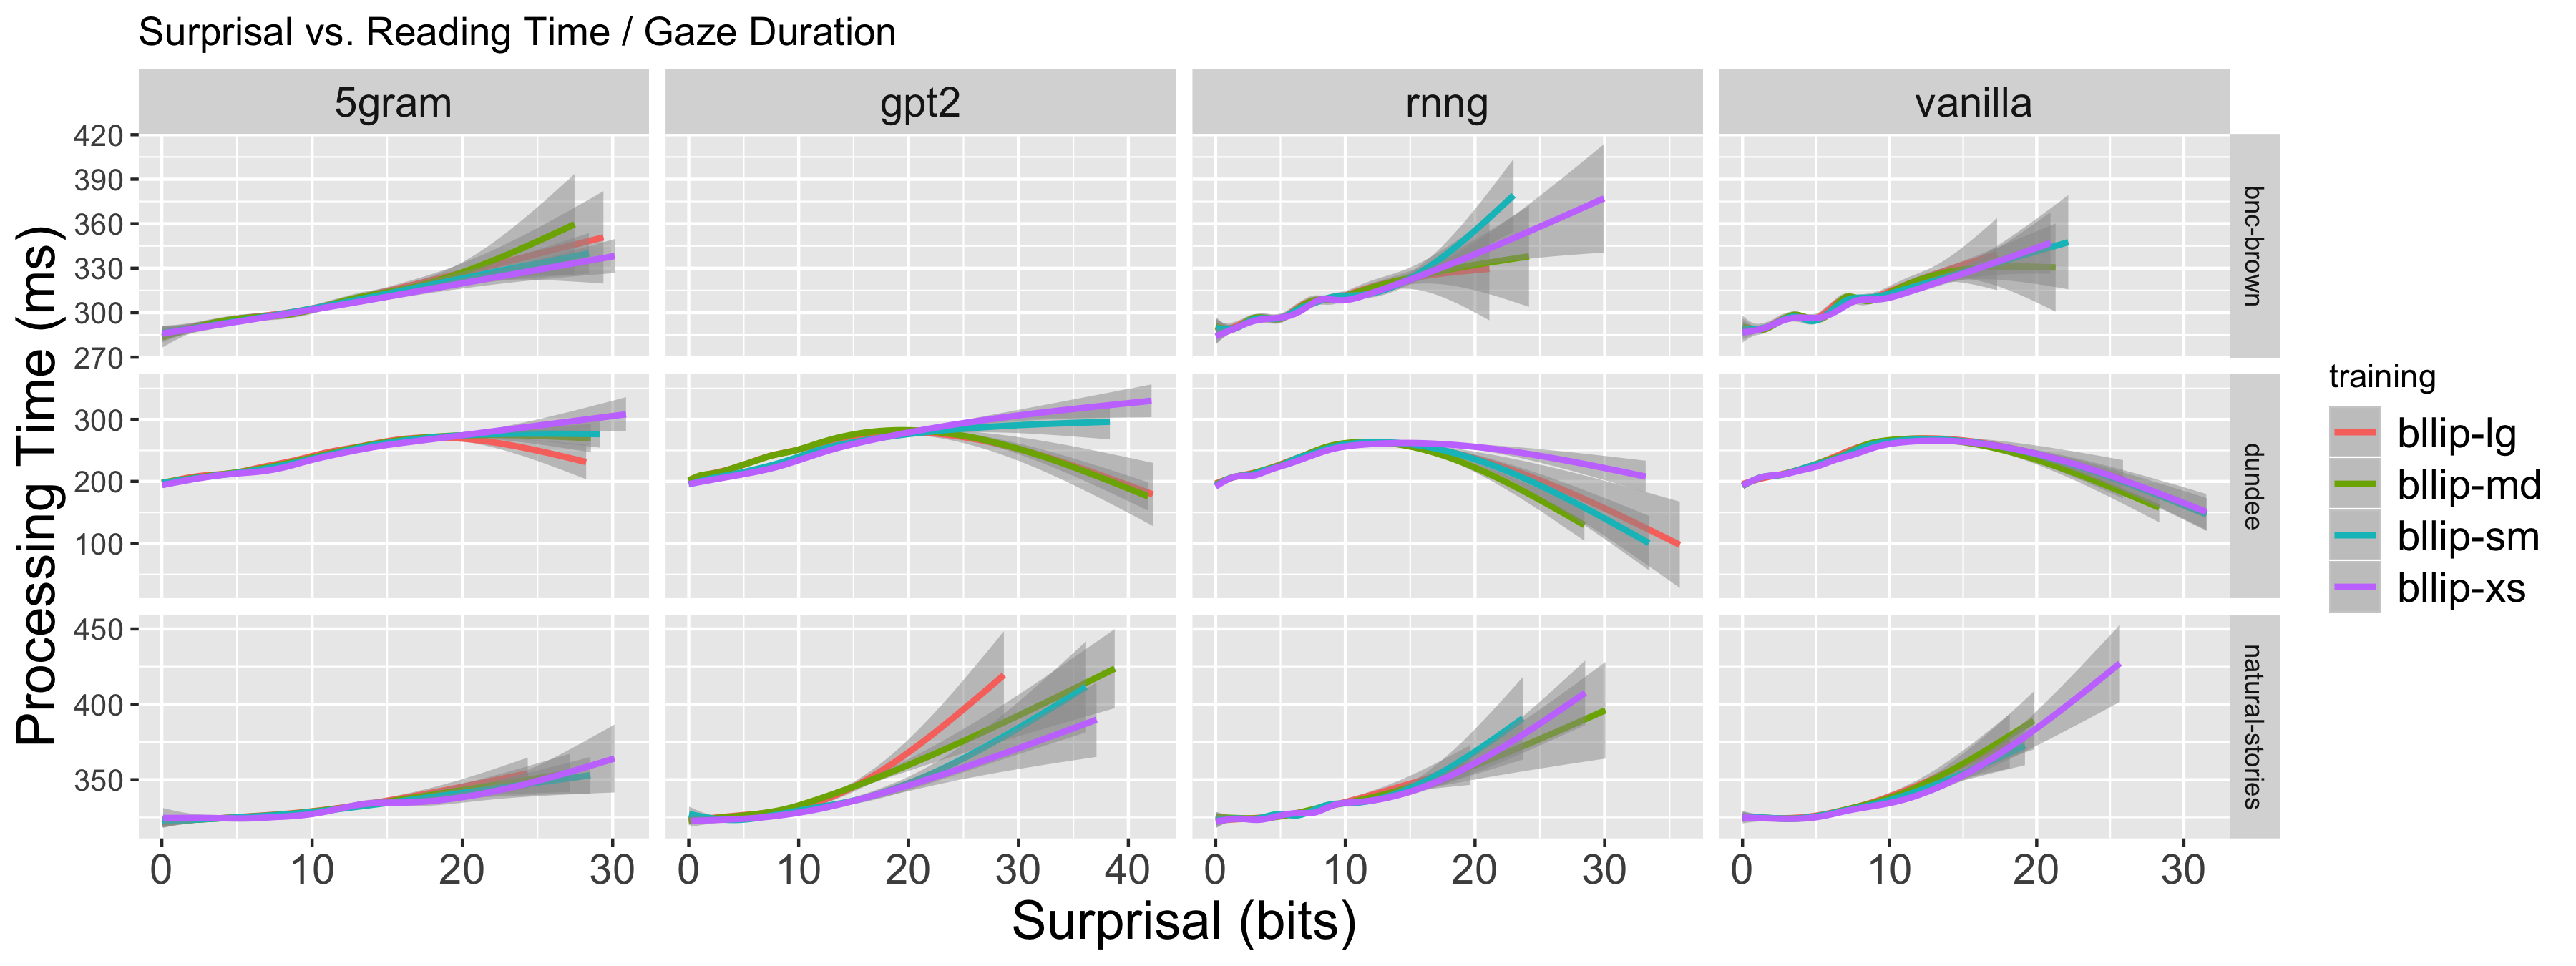 Surprisal vs. Reading Time / Gaze Duration
5gram gpt2 rnng vanilla
420
390
360
330
300
270
bnc-brown
300
200
100
dundee
450
400
350
natural-stories
Processing Time (ms)
0 10 20 30 0 10 20 30 40 0 10 20 30 0 10 20 30
Surprisal (bits)
training
bllip-lg
bllip-md
bllip-sm
bllip-xs